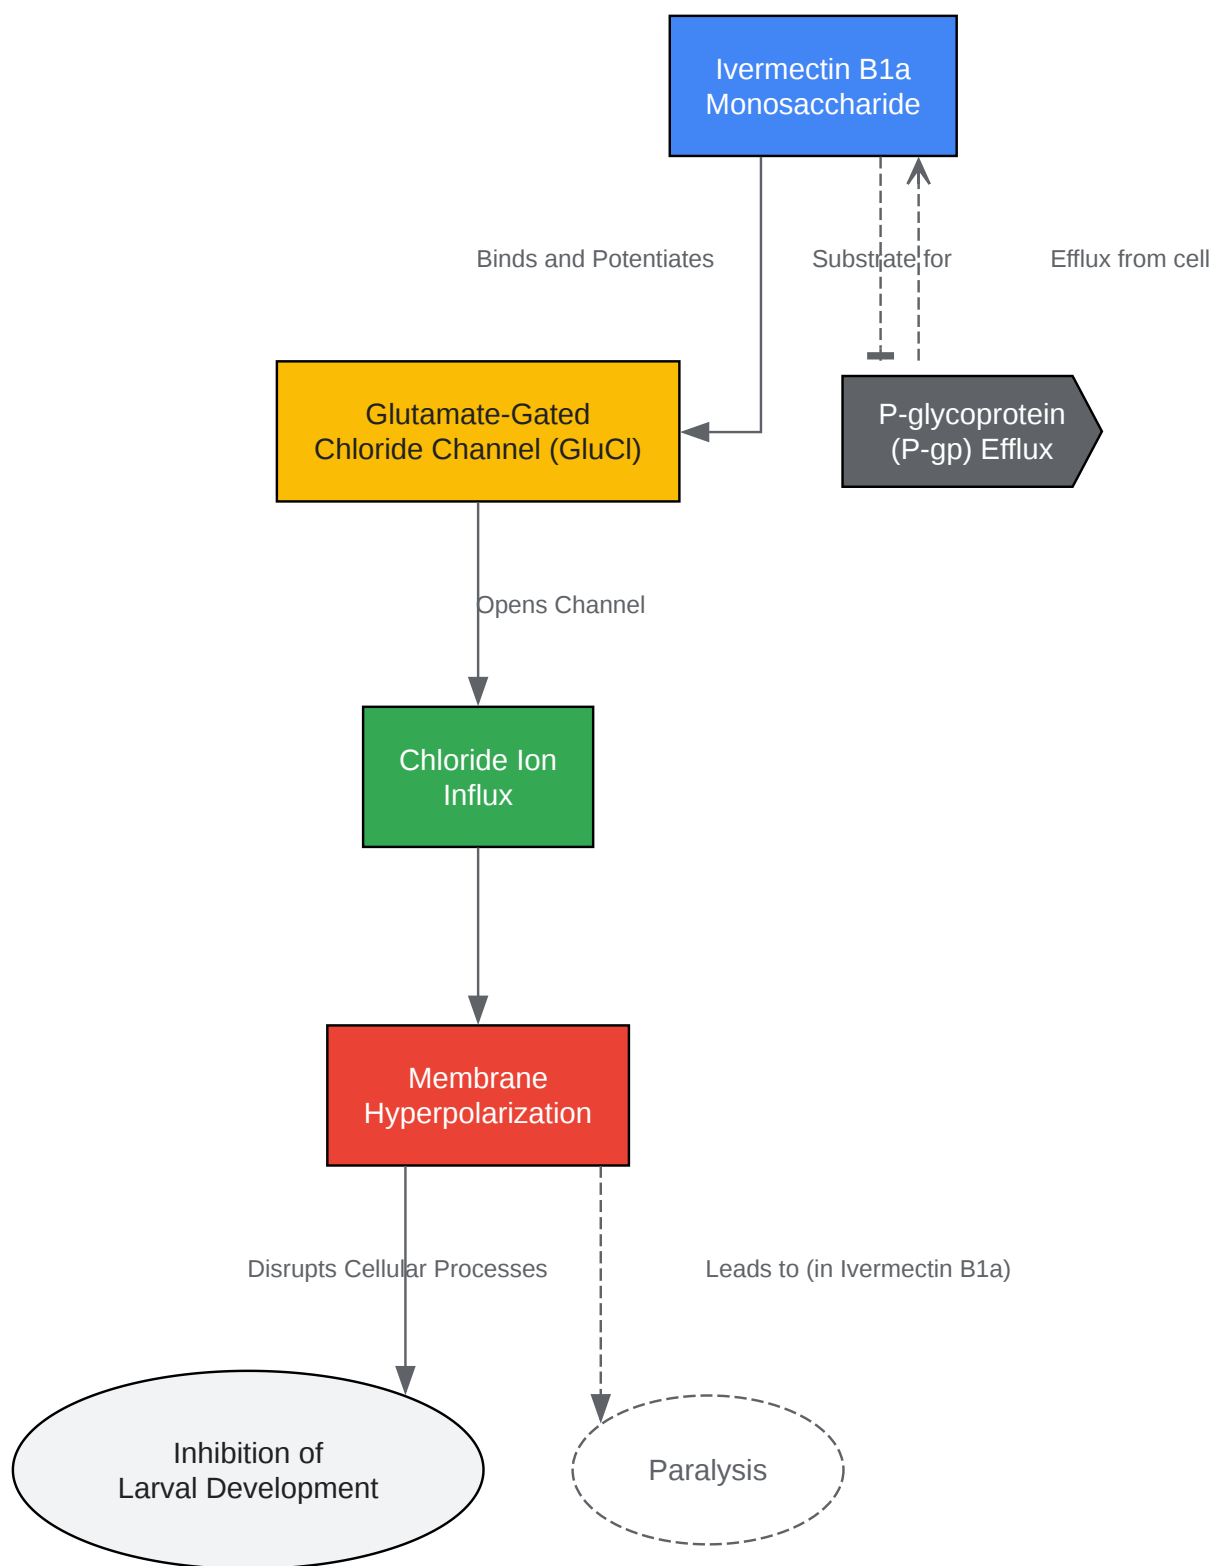 Ivermectin B1a
Monosaccharide
Binds and Potentiates
Substrate for
Efflux from cell
Glutamate-Gated
Chloride Channel (GluCl)
P-glycoprotein
(P-gp) Efflux
Opens Channel
Chloride Ion
Influx
Membrane
Hyperpolarization
Disrupts Cellular Processes
Leads to (in Ivermectin B1a)
Inhibition of
Larval Development
Paralysis